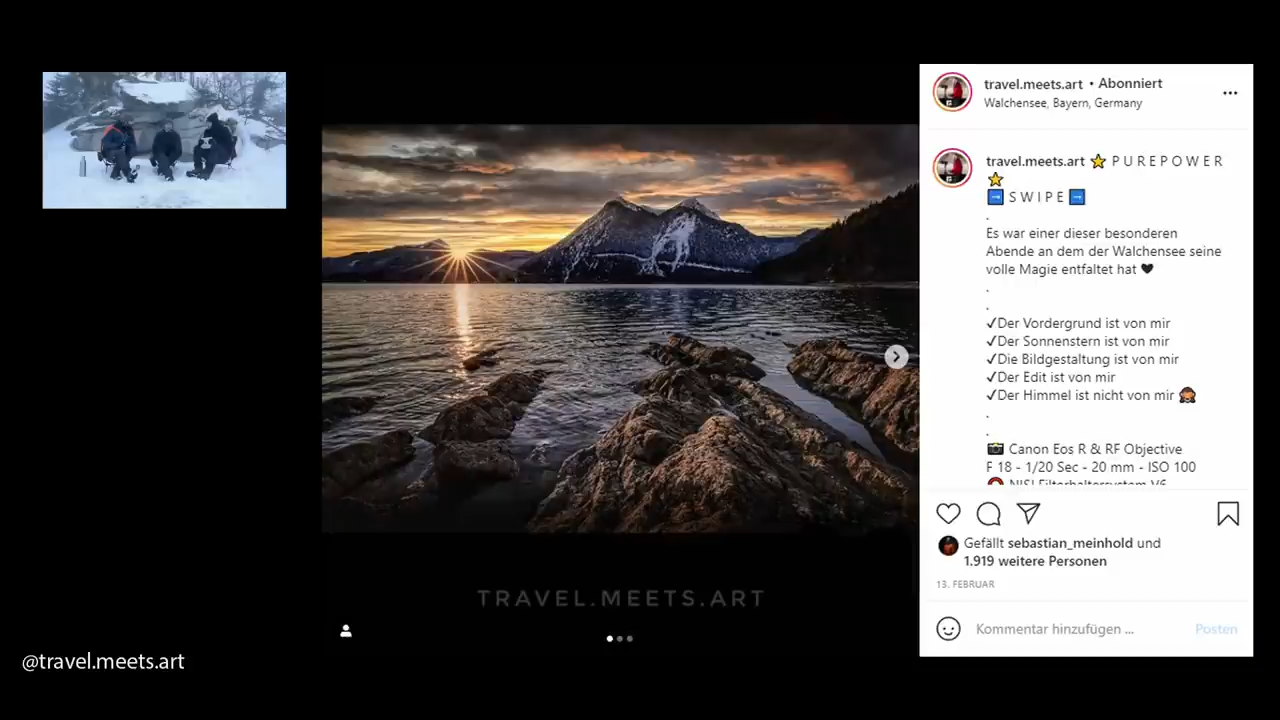 travel.meets.art • Abonniert
Walchensee, Bayern, Germany
travel.meets.art ⭐ P U R E P O W E R
⭐
➡️ S W I P E ➡️
.
Es war einer dieser besonderen
Abende an dem der Walchensee seine
volle Magie entfaltet hat 🖤
.
.
✓Der Vordergrund ist von mir
✓Der Sonnenstern ist von mir
✓Die Bildgestaltung ist von mir
✓Der Edit ist von mir
✓Der Himmel ist nicht von mir 🙈
.
.
📸 Canon Eos R & RF Objective
F 18 - 1/20 Sec - 20 mm - ISO 100
Gefällt sebastian_meinhold und
1.919 weitere Personen
13. FEBRUAR
Kommentar hinzufügen ...
Posten
TRAVEL.MEETS.ART
@travel.meets.art